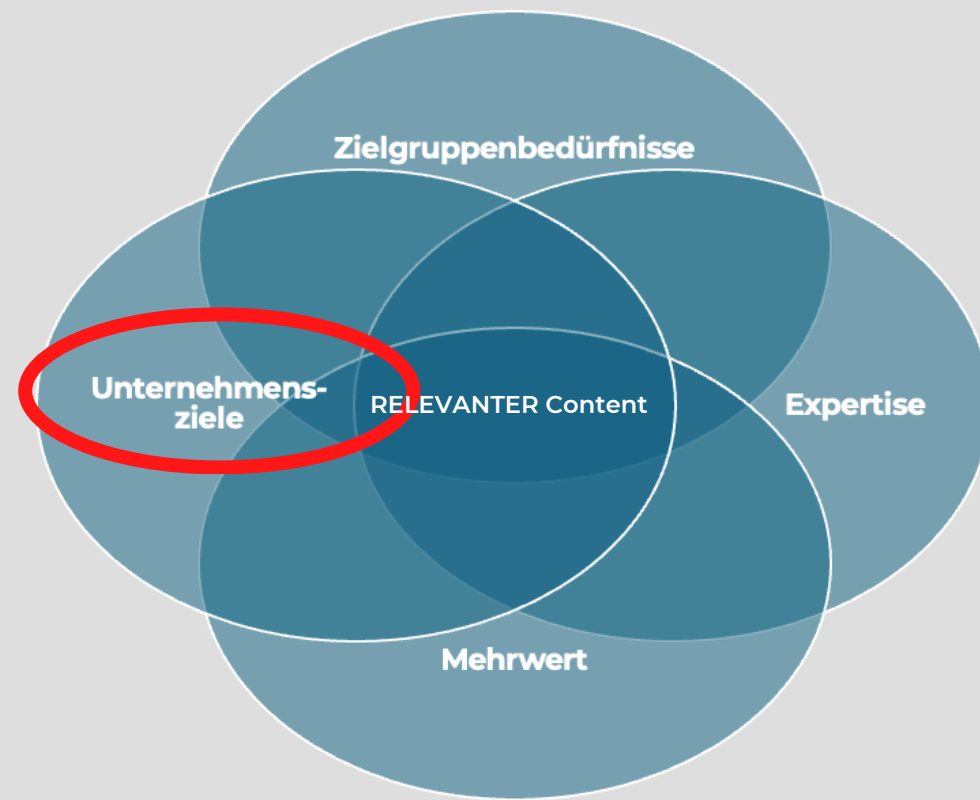 Zielgruppenbedürfnisse
Unternehmens-
ziele
RELEVANTER Content
Expertise
Mehrwert